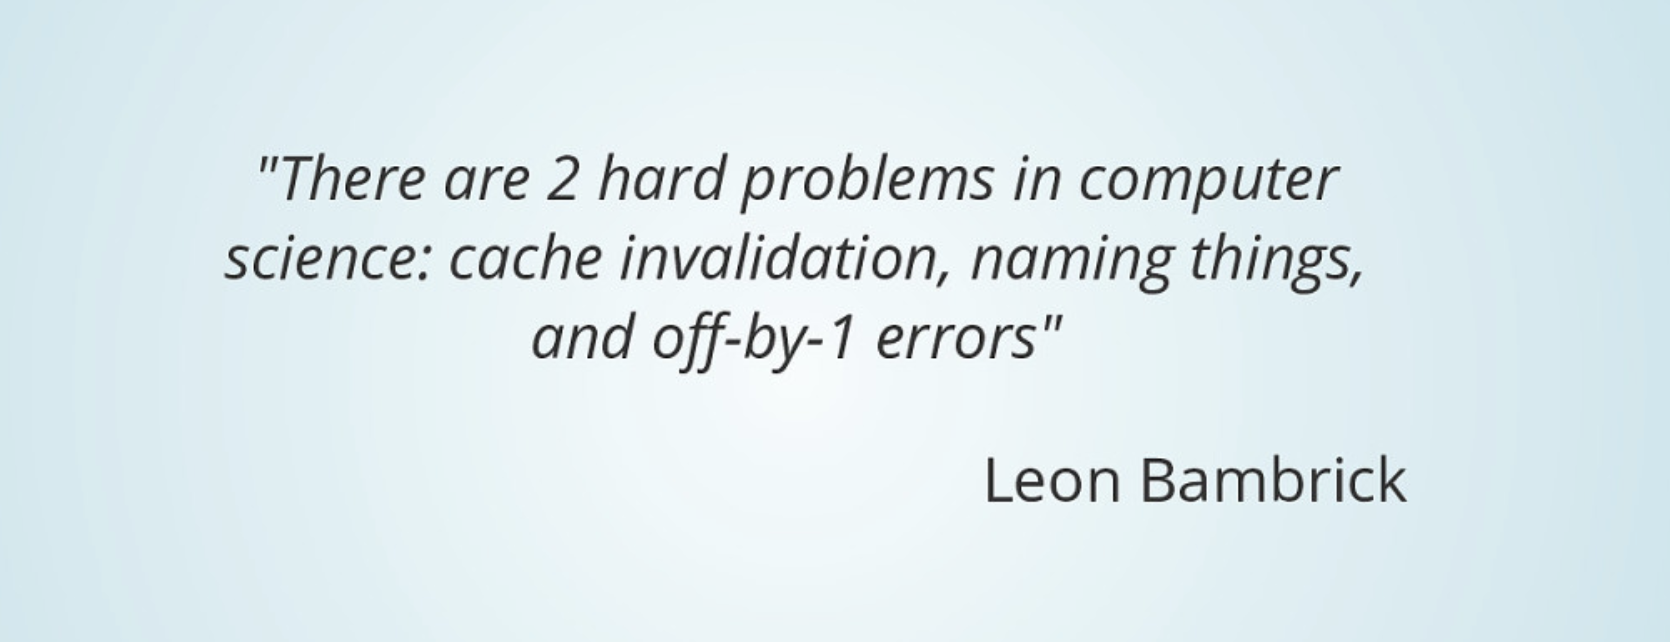 "There are 2 hard problems in computer
science: cache invalidation, naming things,
and off-by-1 errors"
Leon Bambrick